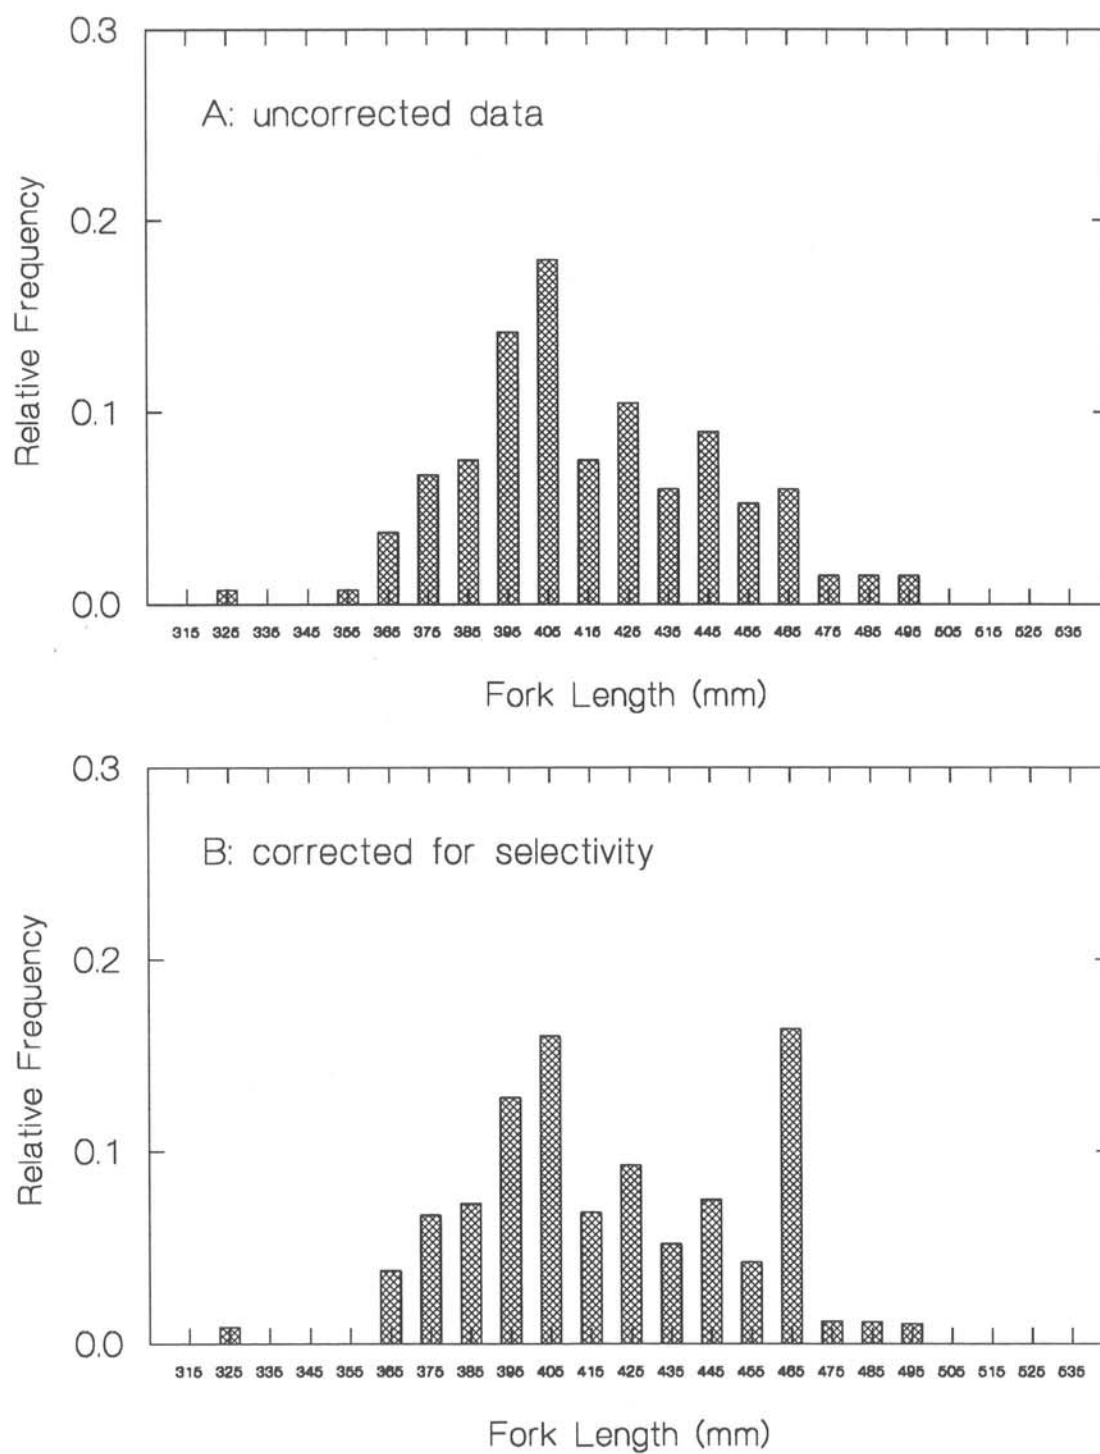 0.3
A: uncorrected data
0.2
Relative Frequency
0.1
0.0
315 325 335 345 355 365 375 385 395 405 415 425 435 445 455 465 475 485 495 505 515 525 535
Fork Length (mm)
0.3
B: corrected for selectivity
0.2
Relative Frequency
0.1
0.0
315 325 335 345 355 365 375 385 395 405 415 425 435 445 455 465 475 485 495 505 515 525 535
Fork Length (mm)